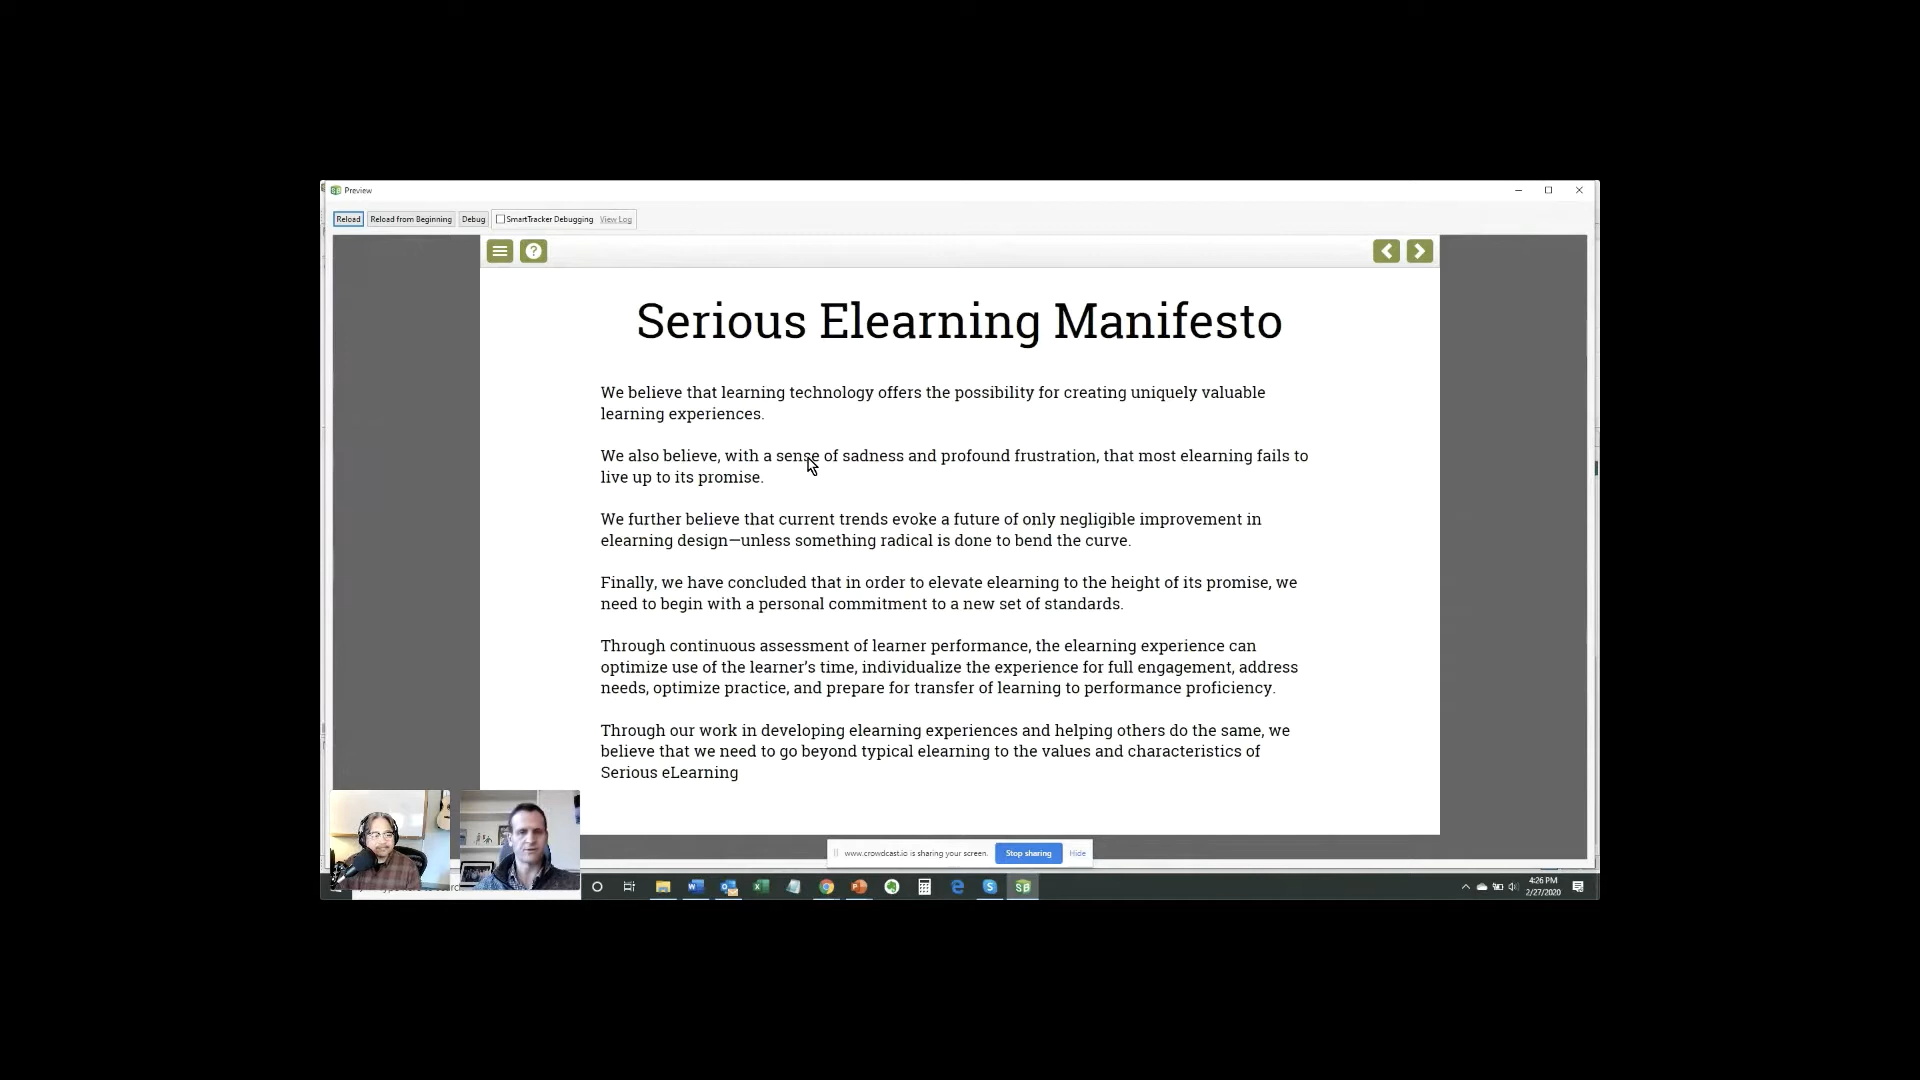 Preview
Reload Reload from Beginning Debug SmartTracker Debugging View Log
Serious Elearning Manifesto
We believe that learning technology offers the possibility for creating uniquely valuable
learning experiences.
We also believe, with a sense of sadness and profound frustration, that most elearning fails to
live up to its promise.
We further believe that current trends evoke a future of only negligible improvement in
elearning design—unless something radical is done to bend the curve.
Finally, we have concluded that in order to elevate elearning to the height of its promise, we
need to begin with a personal commitment to a new set of standards.
Through continuous assessment of learner performance, the elearning experience can
optimize use of the learner's time, individualize the experience for full engagement, address
needs, optimize practice, and prepare for transfer of learning to performance proficiency.
Through our work in developing elearning experiences and helping others do the same, we
believe that we need to go beyond typical elearning to the values and characteristics of
Serious eLearning
www.crowdcast.io is sharing your screen. Stop sharing Hide
4:26 PM
2/27/2020